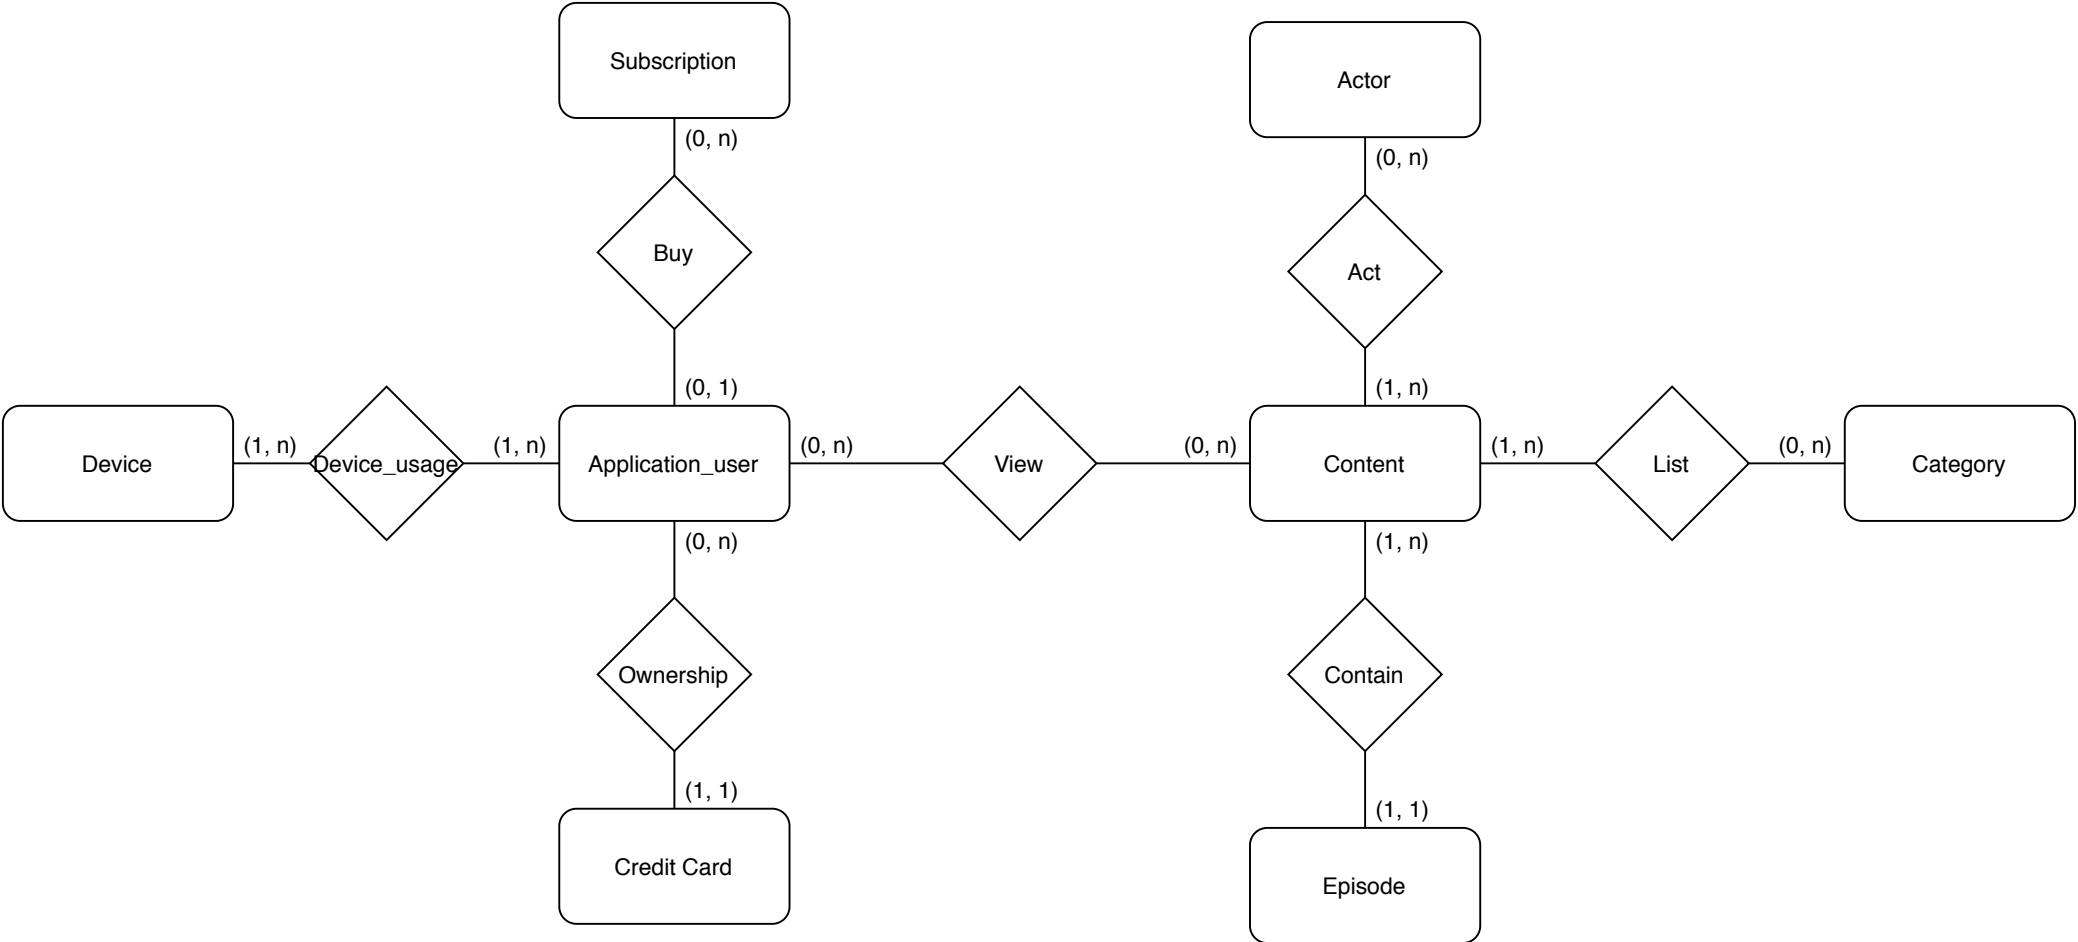 Subscription
Actor
(0, n)
(0, n)
Buy
Act
(0, 1)
(1, n)
Device
(1, n)
Device_usage
(1, n)
Application_user
(0, n)
View
(0, n)
Content
(1, n)
List
(0, n)
Category
(0, n)
(1, n)
Ownership
Contain
(1, 1)
(1, 1)
Credit Card
Episode